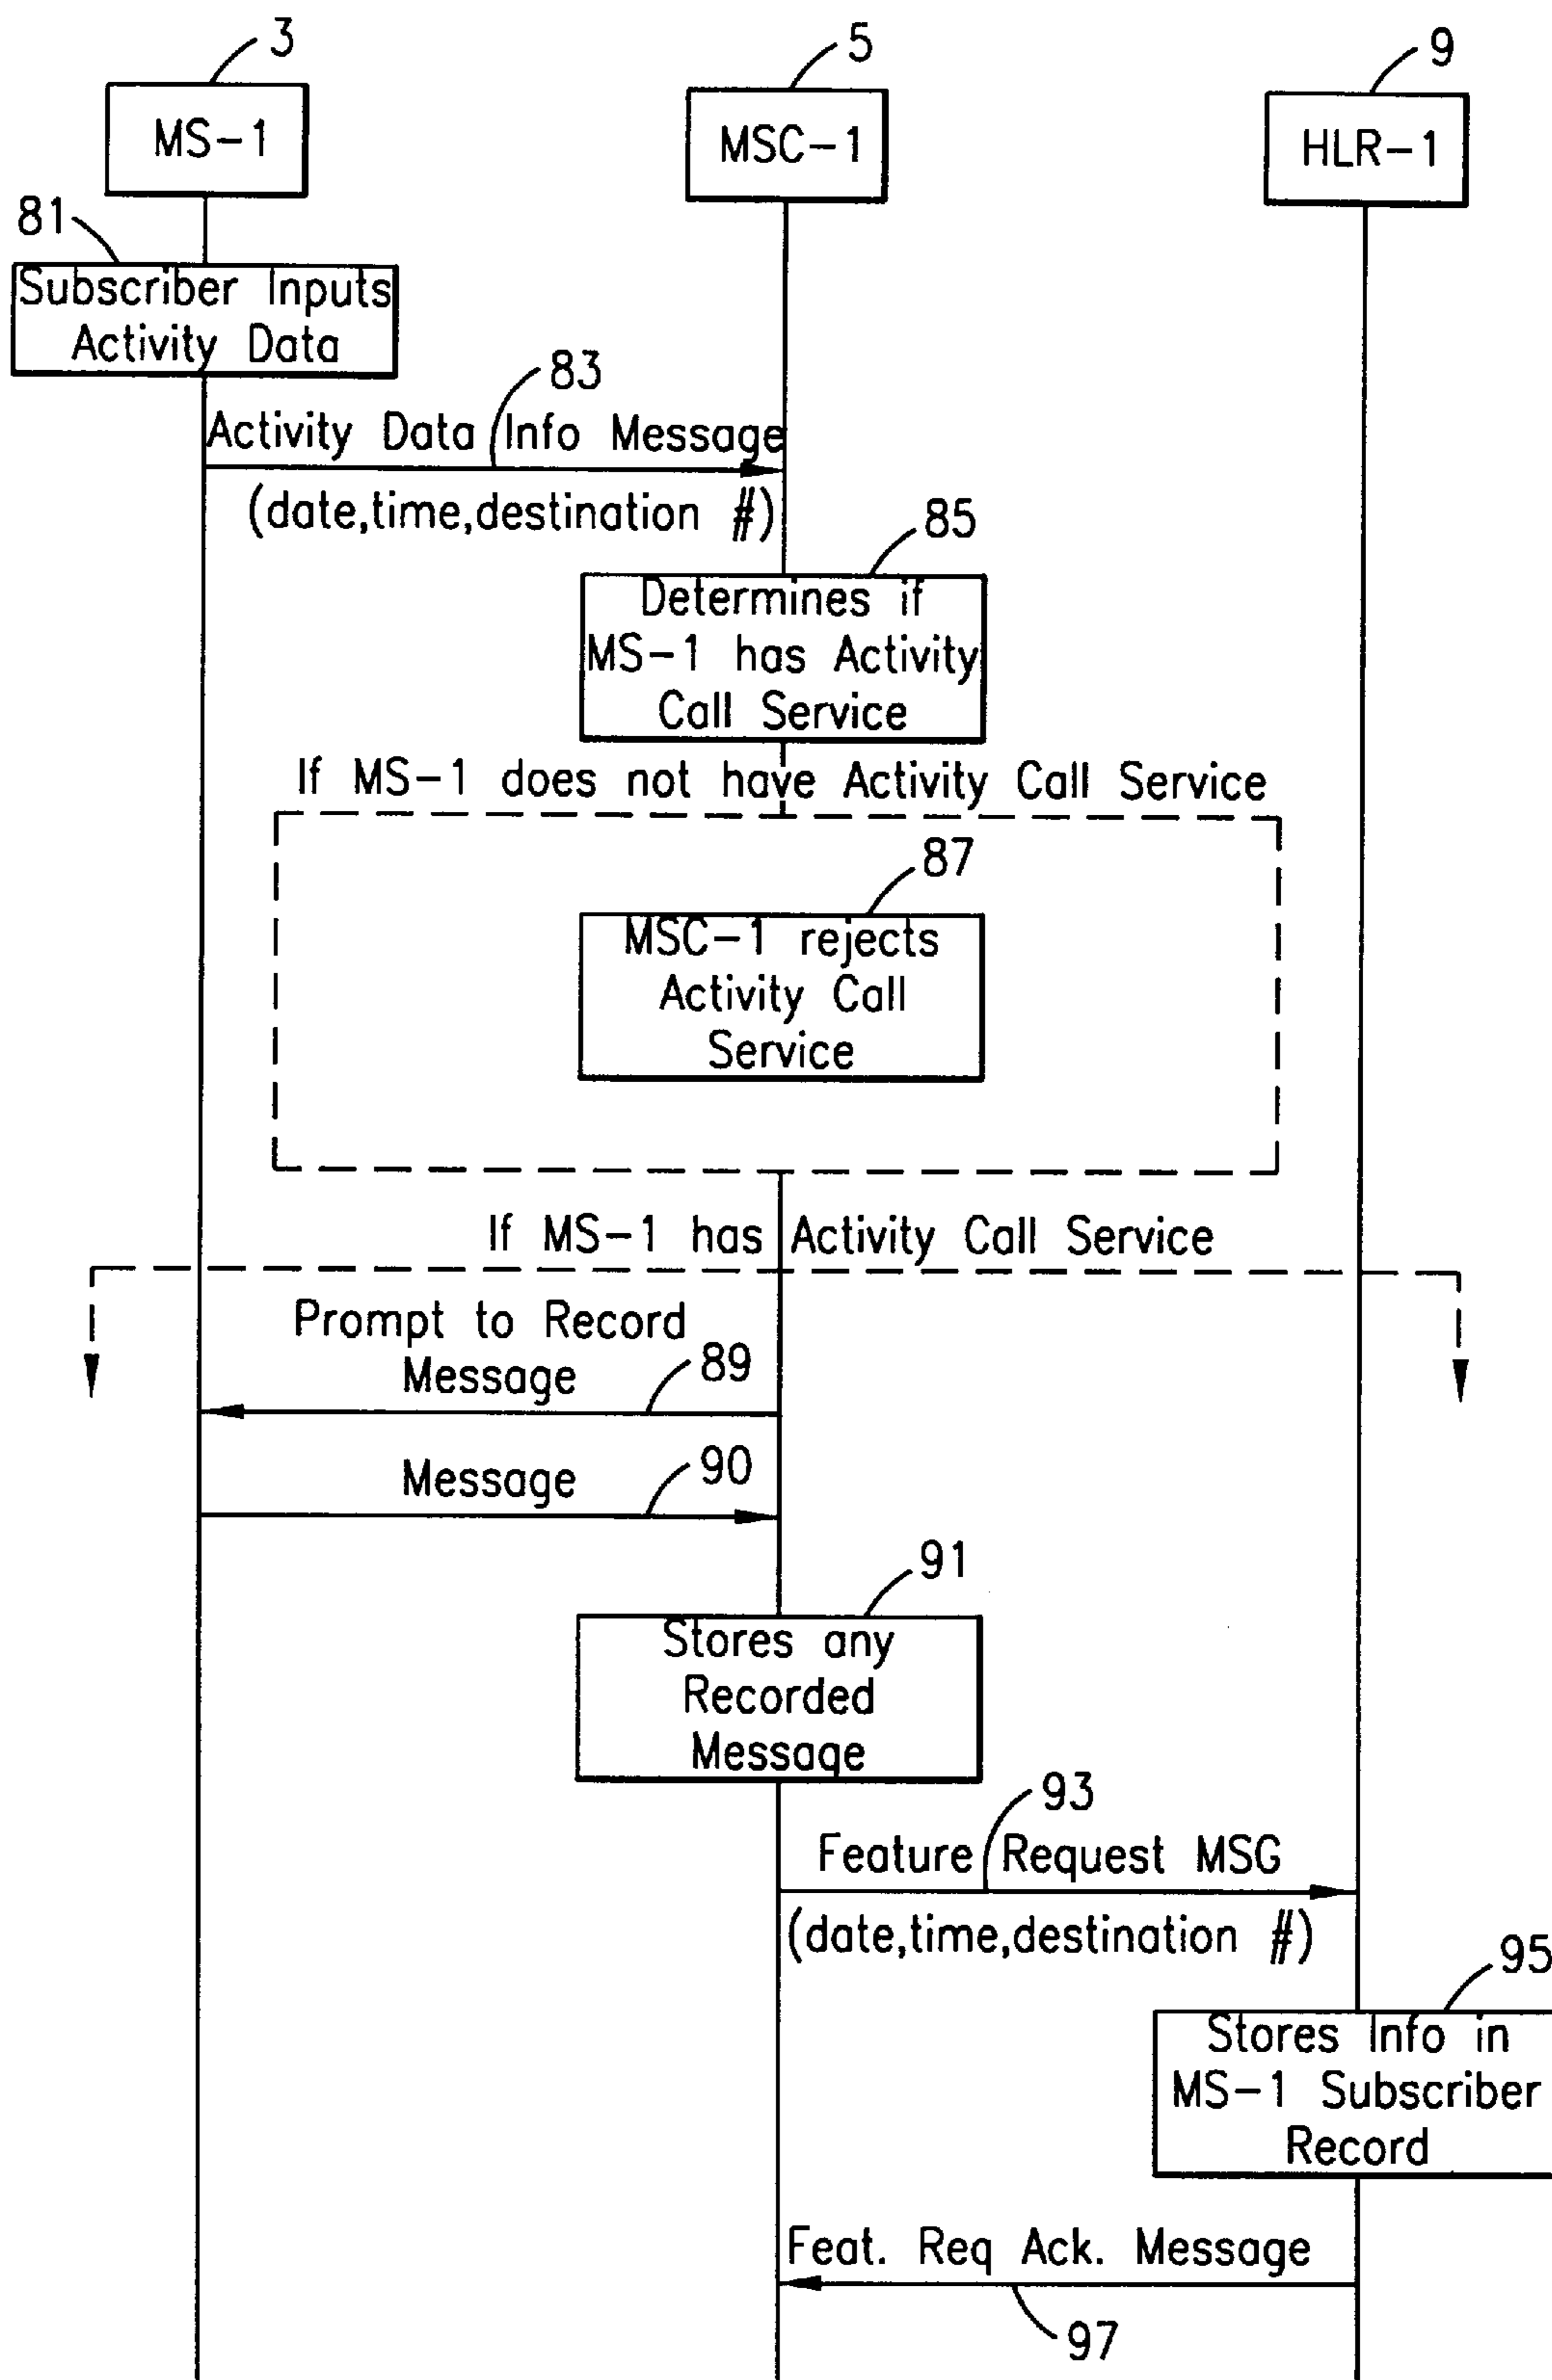 3
5
9
MS-1
MSC-1
HLR-1
81
Subscriber Inputs
Activity Data
83
Activity Data Info Message
(date,time,destination #)
85
Determines if
MS-1 has Activity
Call Service
If MS-1 does not have Activity Call Service
87
MSC-1 rejects
Activity Call
Service
If MS-1 has Activity Call Service
Prompt to Record
Message
89
Message
90
91
Stores any
Recorded
Message
93
Feature Request MSG
(date,time,destination #)
95
Stores Info in
MS-1 Subscriber
Record
Feat. Req Ack. Message
97